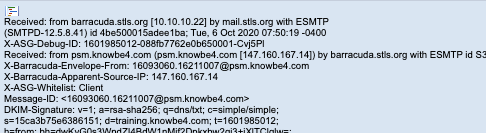 Received: from barracuda.stls.org [10.10.10.22] by mail.stls.org with ESMTP
(SMTPD-12.5.8.41) id 4be500015adee1ba; Tue, 6 Oct 2020 07:50:19 -0400
X-ASG-Debug-ID: 1601985012-088fb7762e0b650001-Cvj5Pl
Received: from psm.knowbe4.com (psm.knowbe4.com [147.160.167.14]) by barracuda.stls.org with ESMTP id S3
X-Barracuda-Envelope-From: 16093060.16211007@psm.knowbe4.com
X-Barracuda-Apparent-Source-IP: 147.160.167.14
X-ASG-Whitelist: Client
Message-ID: <16093060.16211007@psm.knowbe4.com>
DKIM-Signature: v=1; a=rsa-sha256; q=dns/txt; c=simple/simple;
s=15ca3b75e6386151; d=training.knowbe4.com; t=1601985012;